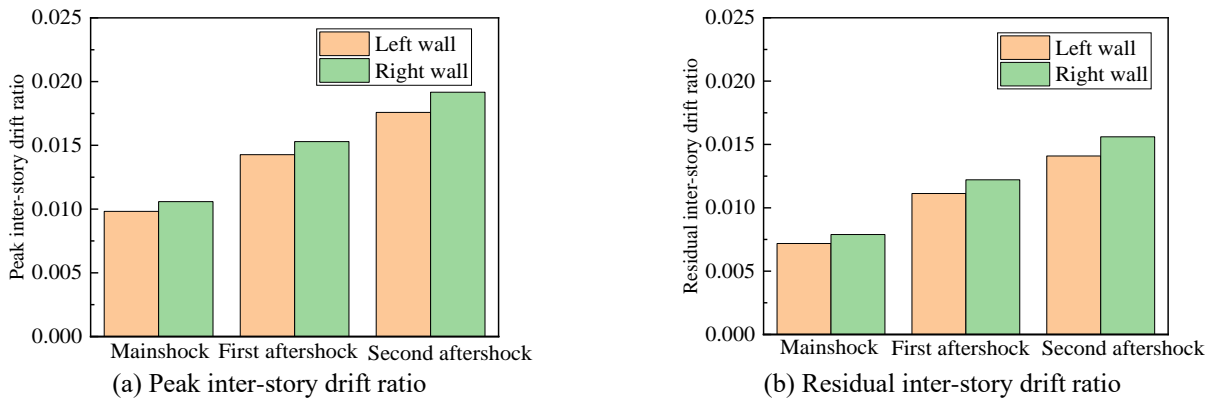 0.025
0.020
0.015
0.010
0.005
0.000
Peak inter-story drift ratio
Left wall
Right wall
Mainshock First aftershock Second aftershock
(a) Peak inter-story drift ratio
0.025
0.020
0.015
0.010
0.005
0.000
Residual inter-story drift ratio
Left wall
Right wall
Mainshock First aftershock Second aftershock
(b) Residual inter-story drift ratio